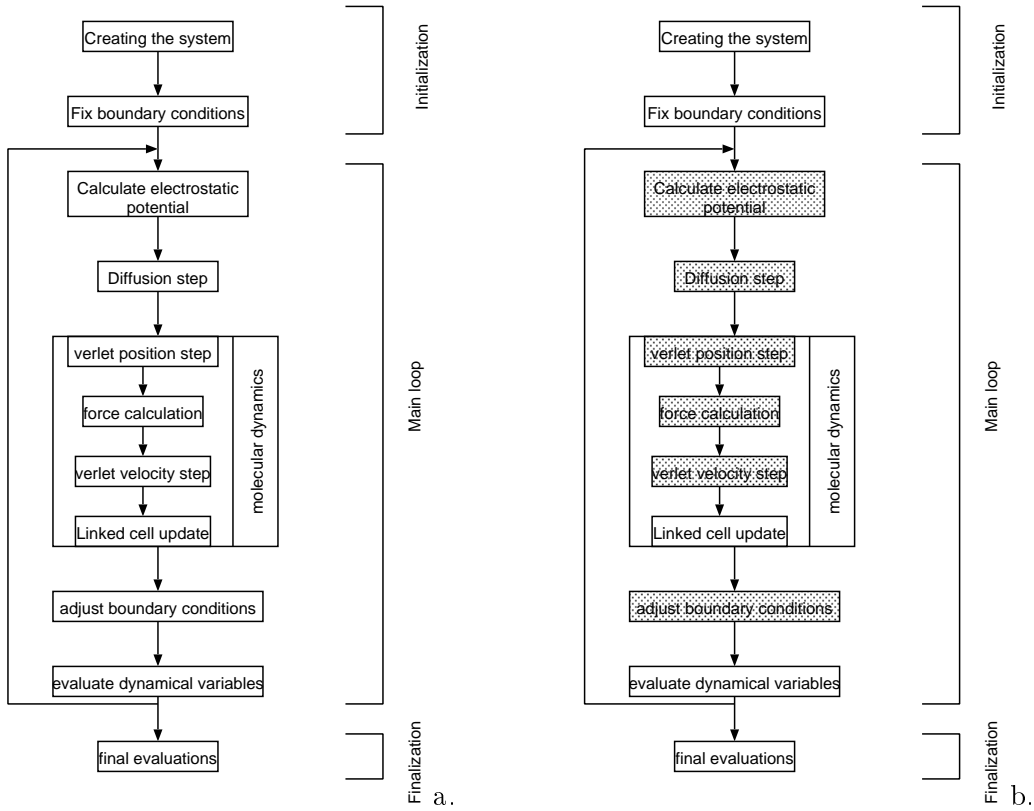 Creating the system
Fix boundary conditions
Calculate electrostatic
potential
Diffusion step
verlet position step
force calculation
verlet velocity step
Linked cell update
molecular dynamics
adjust boundary conditions
evaluate dynamical variables
final evaluations
Initialization
Main loop
Finalization
a.
Creating the system
Fix boundary conditions
Calculate electrostatic
potential
Diffusion step
verlet position step
force calculation
verlet velocity step
Linked cell update
molecular dynamics
adjust boundary conditions
evaluate dynamical variables
final evaluations
Initialization
Main loop
Finalization
b.